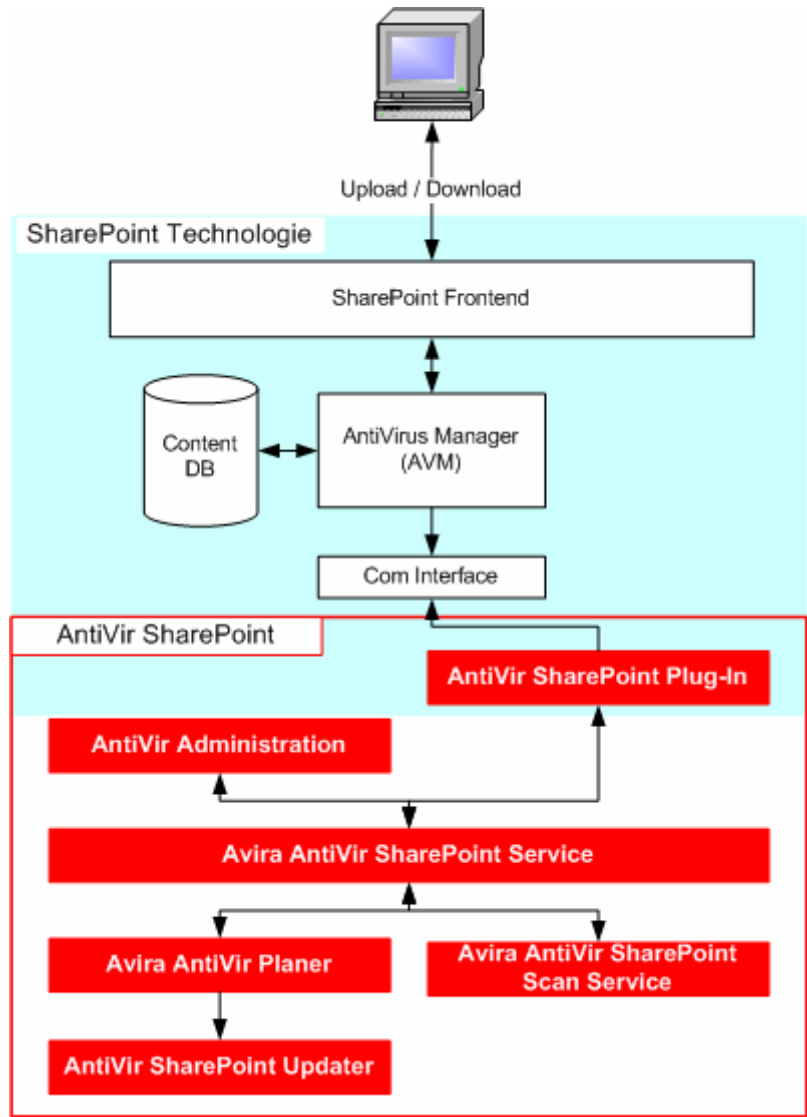 Upload / Download
SharePoint Technologie
SharePoint Frontend
Content
DB
AntiVirus Manager
(AVM)
Com Interface
AntiVir SharePoint
AntiVir SharePoint Plug-In
AntiVir Administration
Avira AntiVir SharePoint Service
Avira AntiVir Planer
Avira AntiVir SharePoint
Scan Service
AntiVir SharePoint Updater